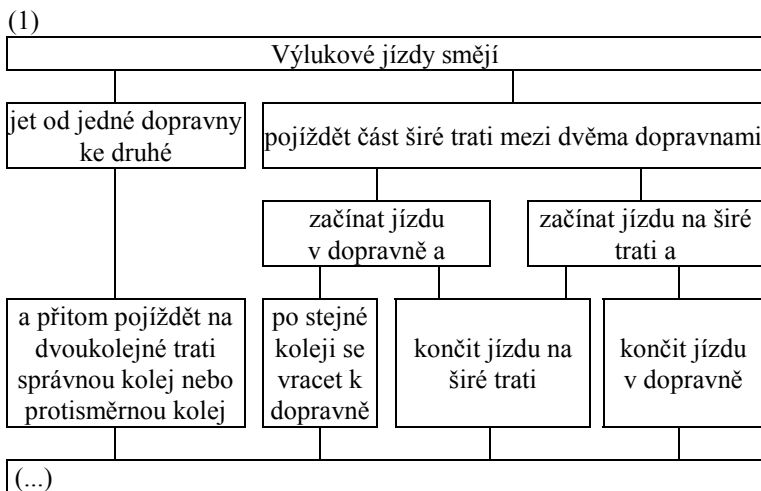 (1)
Výlukové jízdy smějí
jet od jedné dopravny
ke druhé
pojíždět část širé trati mezi dvěma dopravnami
začínat jízdu
v dopravně a
začínat jízdu na širé
trati a
a přitom pojíždět na
dvoukolejné trati
správnou kolej nebo
protisměrnou kolej
po stejné
koleji se
vracet k
dopravně
končit jízdu na
širé trati
končit jízdu
v dopravně
(...)